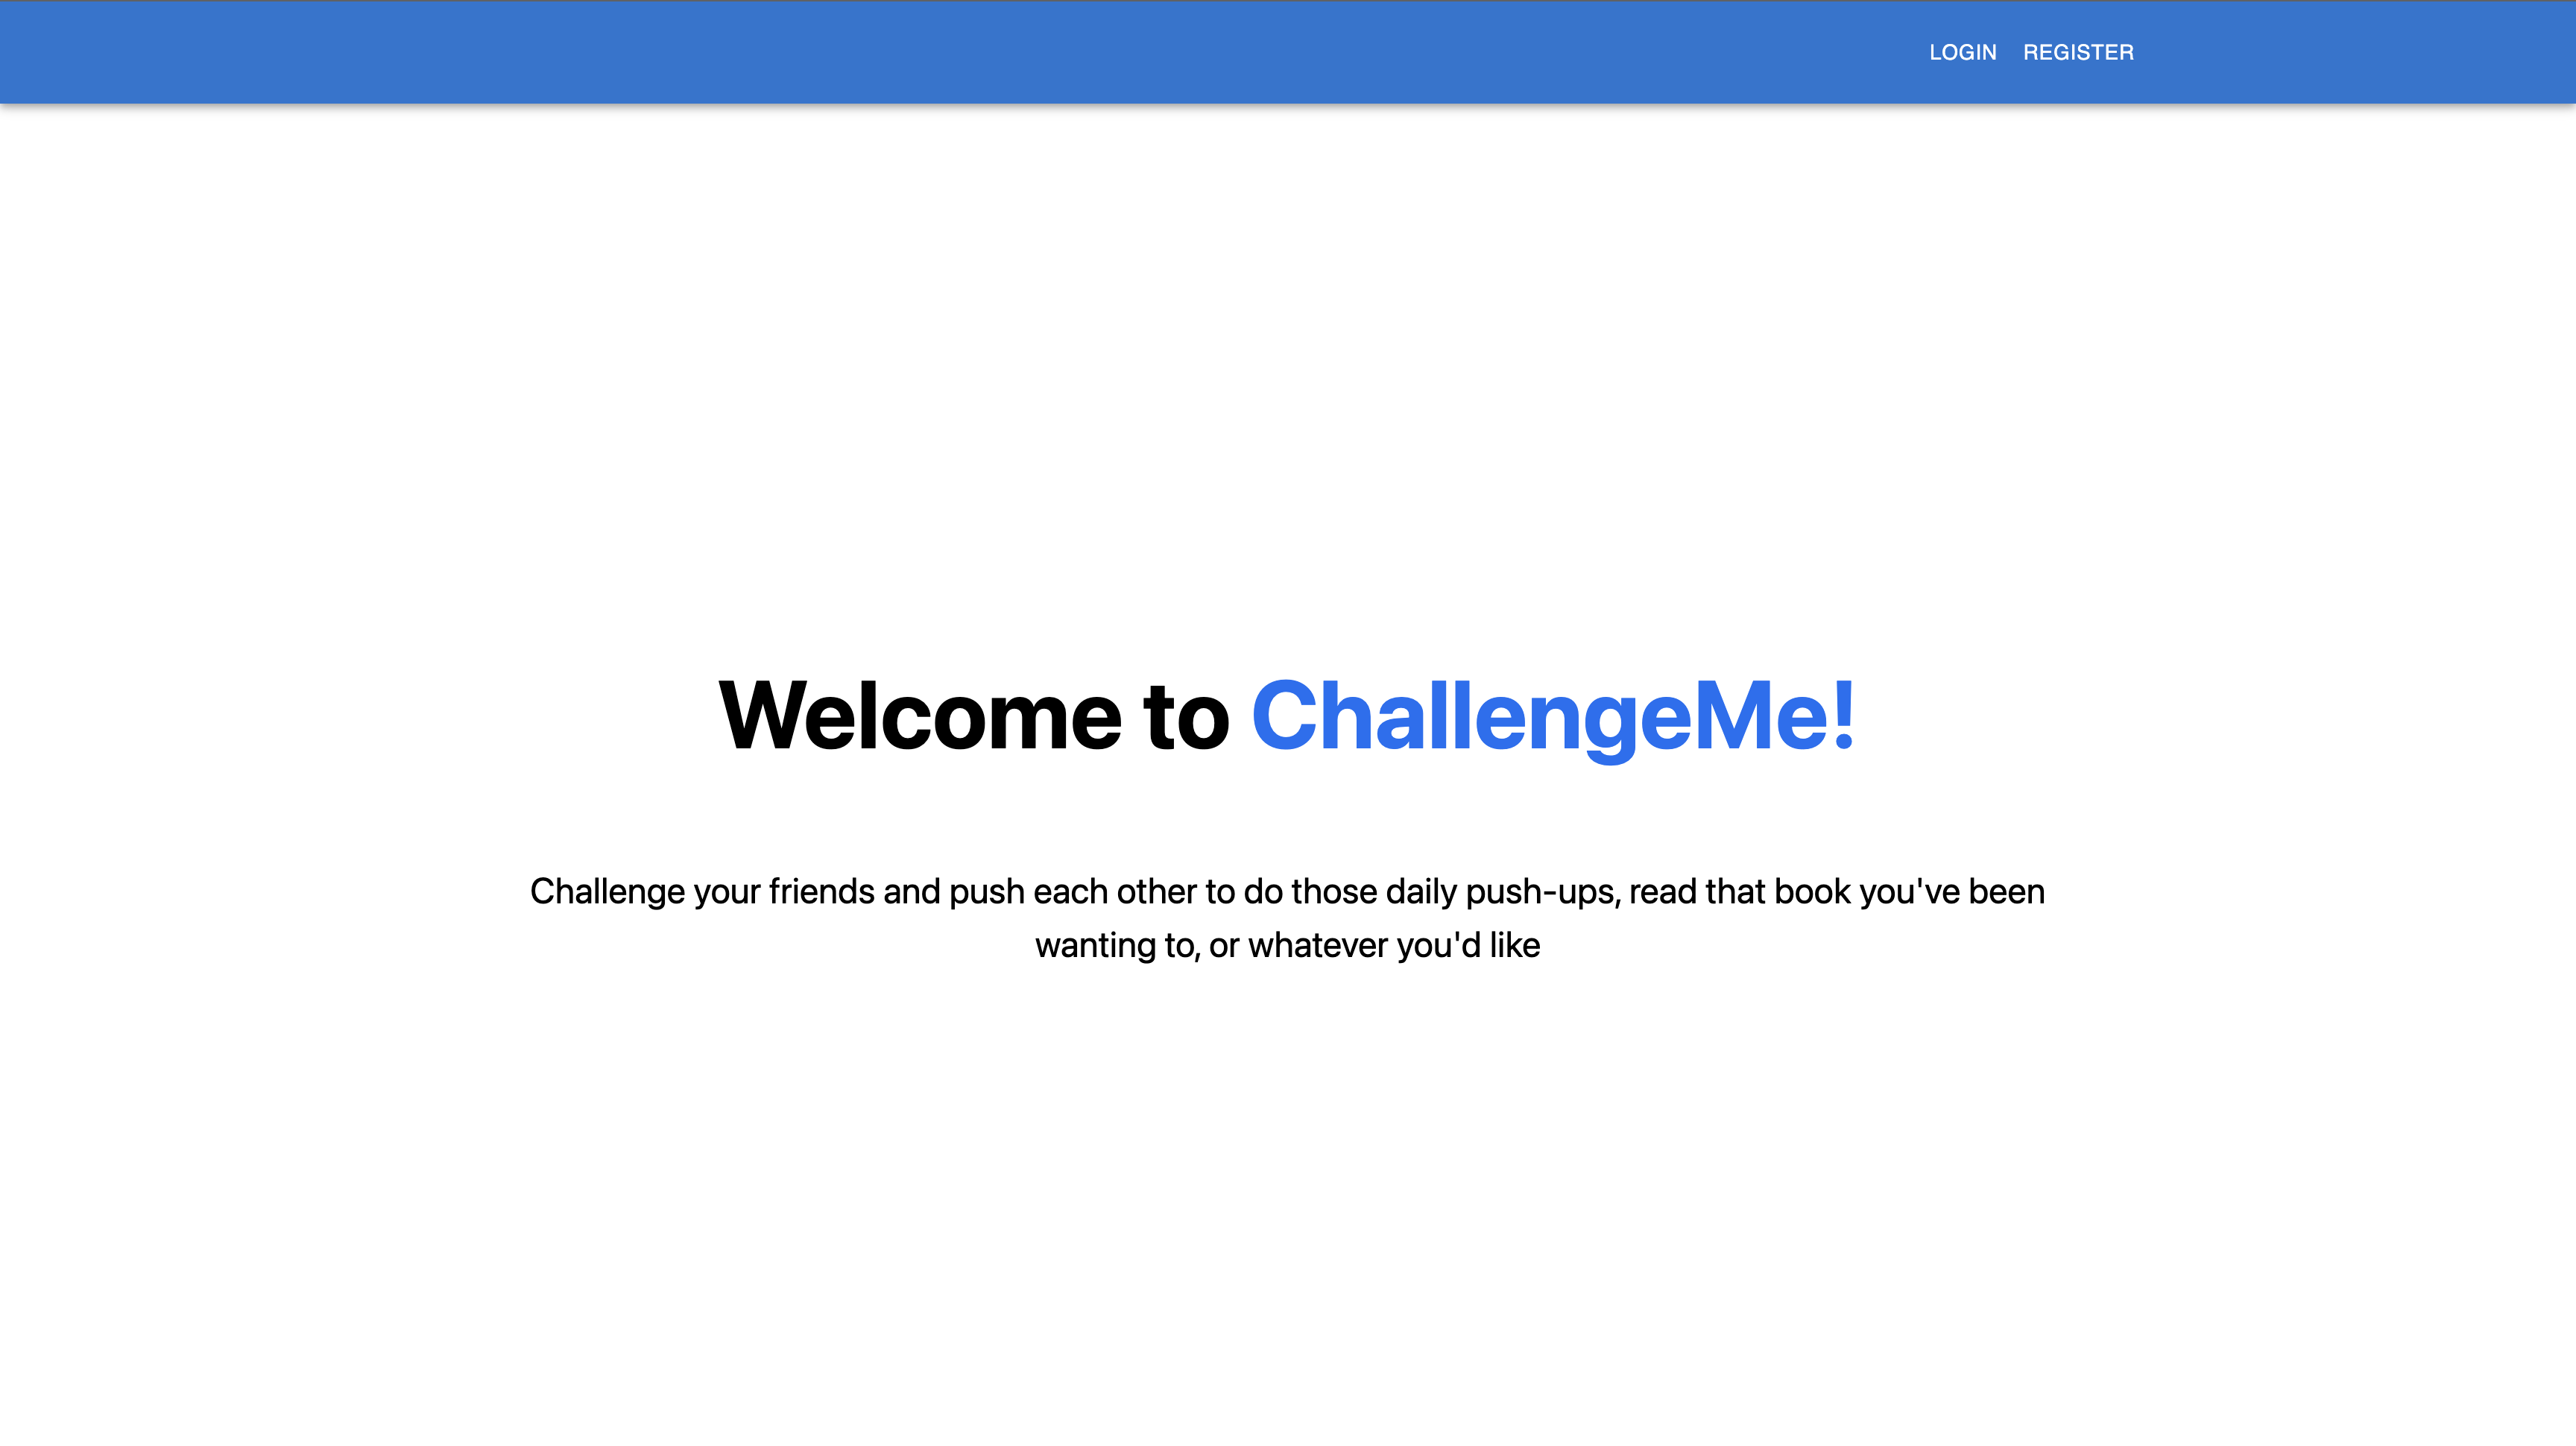 LOGIN REGISTER
Welcome to ChallengeMe!
Challenge your friends and push each other to do those daily push-ups, read that book you've been
wanting to, or whatever you'd like